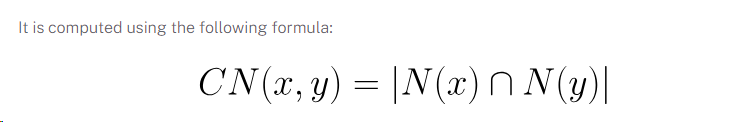 It is computed using the following formula:
CN(x, y) = |N(x) ∩ N(y)|